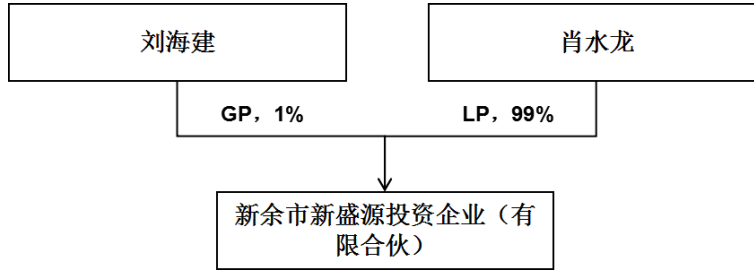 刘海建
肖水龙
GP，1%
LP，99%
新余市新盛源投资企业（有
限合伙）